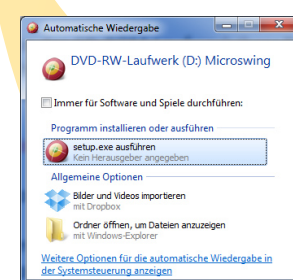 Automatische Wiedergabe
DVD-RW-Laufwerk (D:) Microswing
Immer für Software und Spiele durchführen:
Programm installieren oder ausführen
setup.exe ausführen
Kein Herausgeber angegeben
Allgemeine Optionen
Bilder und Videos importieren
mit Dropbox
Ordner öffnen, um Dateien anzuzeigen
mit Windows-Explorer
Weitere Optionen für die automatische Wiedergabe in
der Systemsteuerung anzeigen